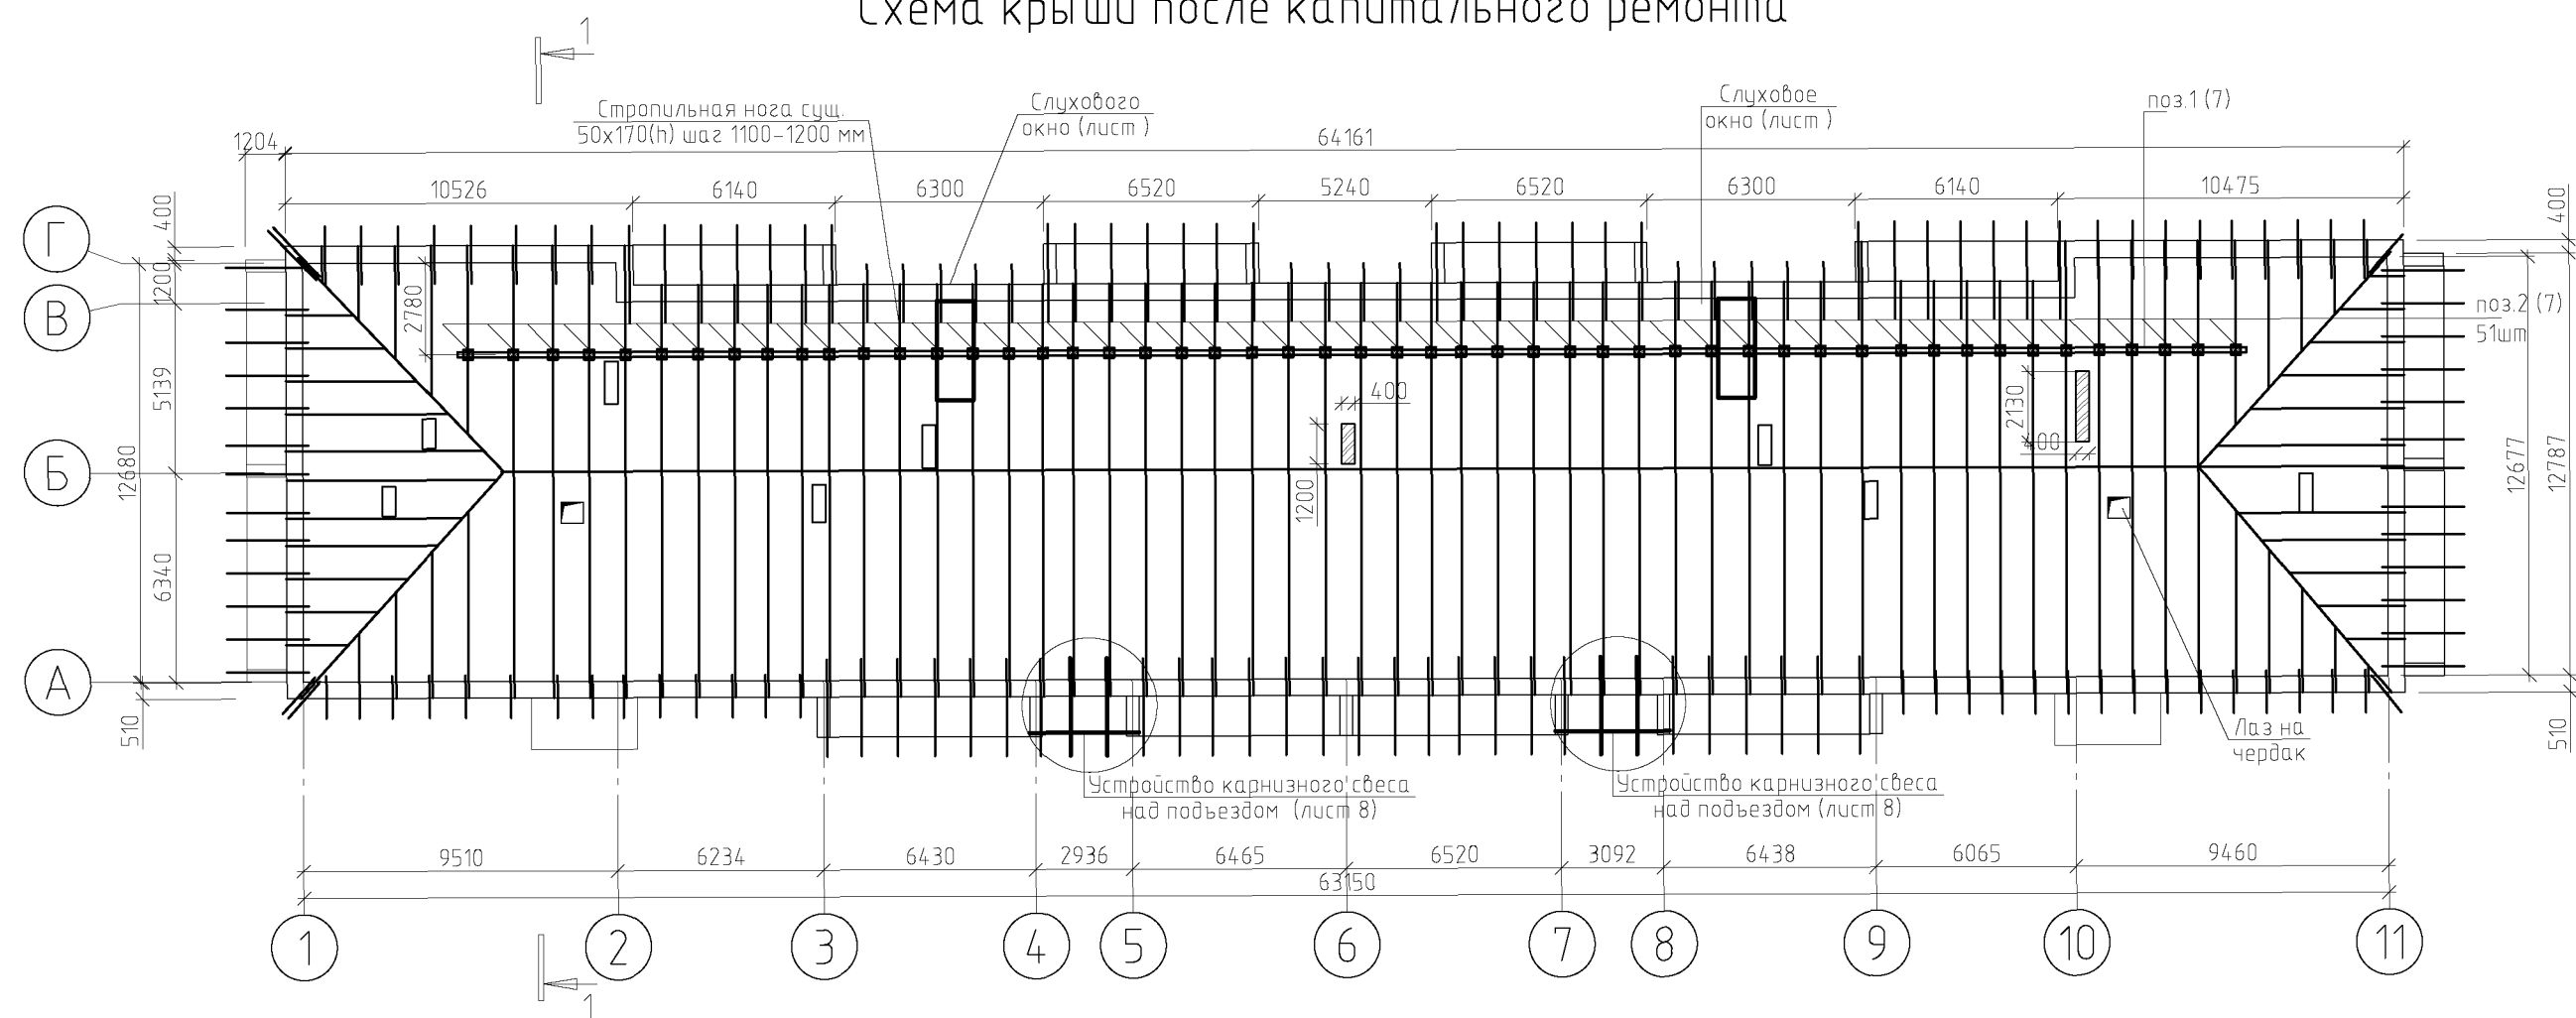 Схема крыши после капитального ремонта
1
Стропильная нога сущ.
50х170(h) шаг 1100-1200 мм
Слухового
окно (лист )
Слуховое
окно (лист )
поз.1 (7)
1204
64161
10526
6140
6300
6520
5240
6520
6300
6140
10475
400
400
Г
1200
В
2780
поз.2 (7)
51шт
5139
400
2130
400
12680
Б
1200
12677
12787
6340
А
510
510
Лаз на
чердак
Устройство карнизного свеса
над подъездом (лист 8)
Устройство карнизного свеса
над подъездом (лист 8)
9510
6234
6430
2936
6465
6520
3092
6438
6065
9460
63150
1
2
3
4
5
6
7
8
9
10
11
1